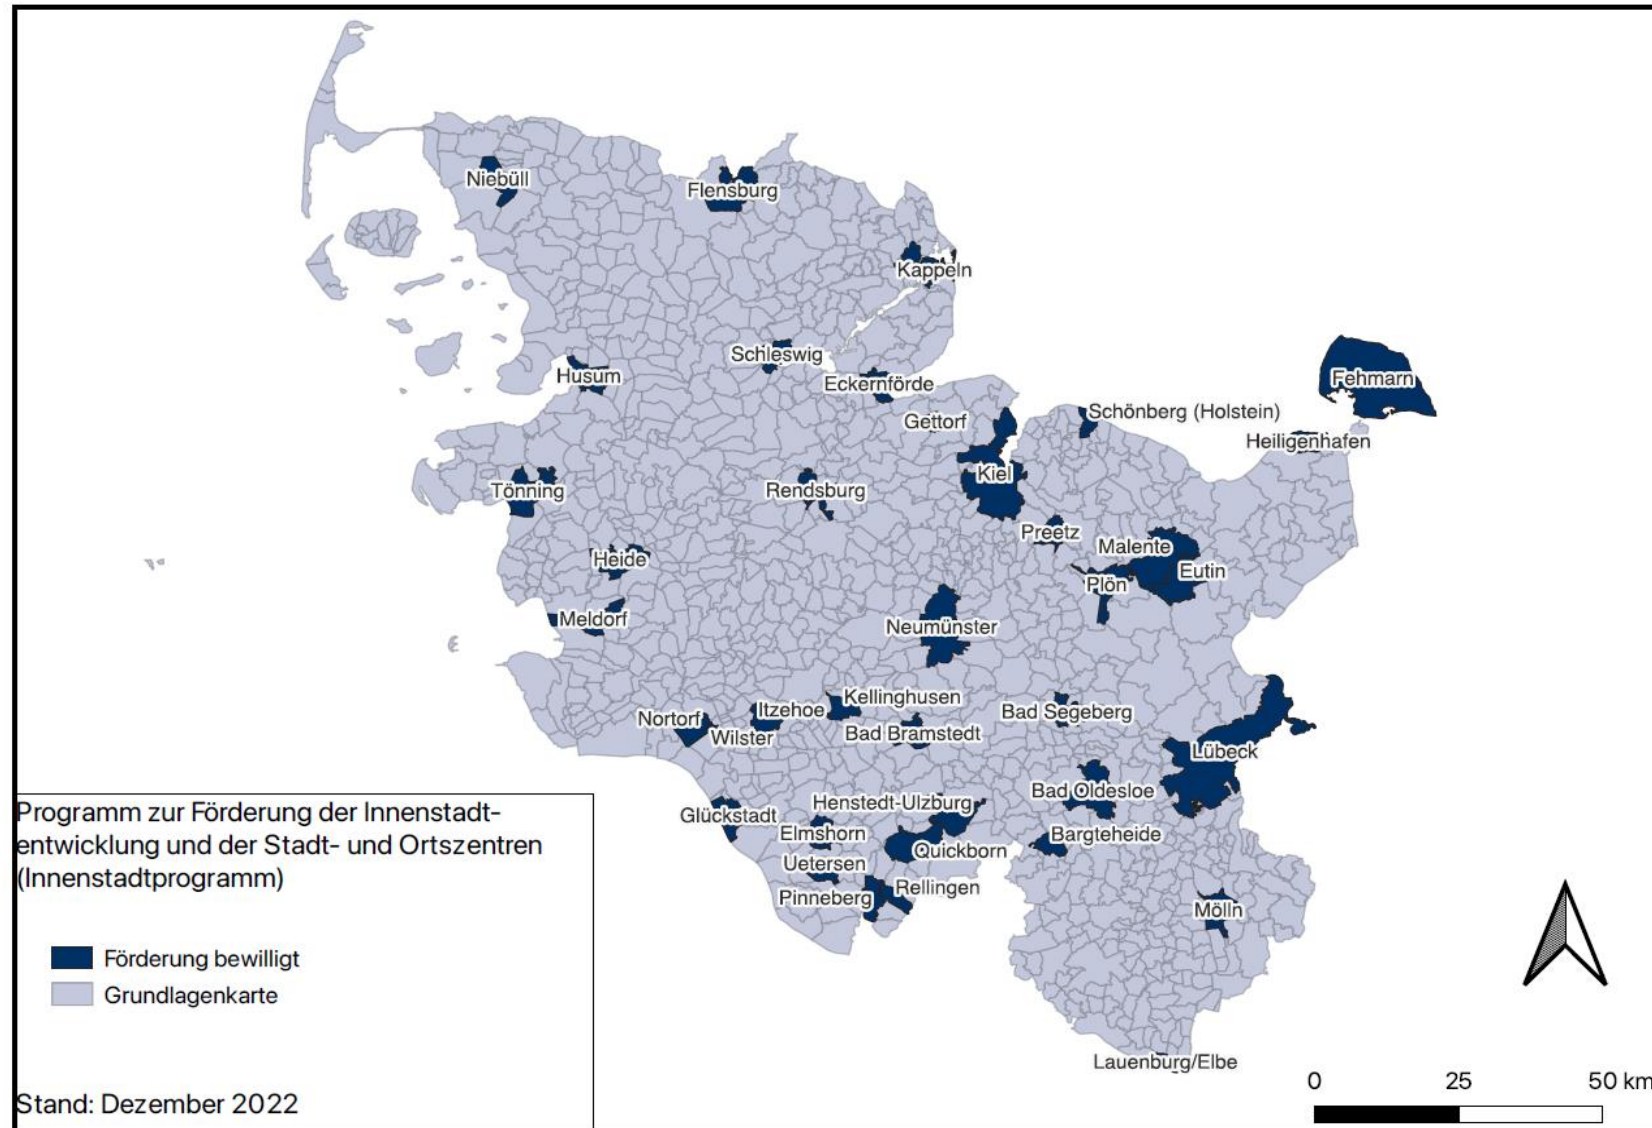 Niebüll
Flensburg
Kappeln
Schleswig
Husum
Eckernförde
Fehmarn
Gettorf
Schönberg (Holstein)
Heiligenhafen
Kiel
Tönning
Rendsburg
Preetz
Malente
Heide
Eutin
Plön
Meldorf
Neumünster
Kellinghusen
Itzehoe
Bad Segeberg
Nortorf
Wilster
Bad Bramstedt
Lübeck
Bad Oldesloe
Henstedt-Ulzburg
Glückstadt
Elmshorn
Bargteheide
Quickborn
Uetersen
Rellingen
Pinneberg
Mölln
Lauenburg/Elbe
Programm zur Förderung der Innenstadt-
entwicklung und der Stadt- und Ortszentren
(Innenstadtprogramm)
Förderung bewilligt
Grundlagenkarte
Stand: Dezember 2022
0 25 50 km